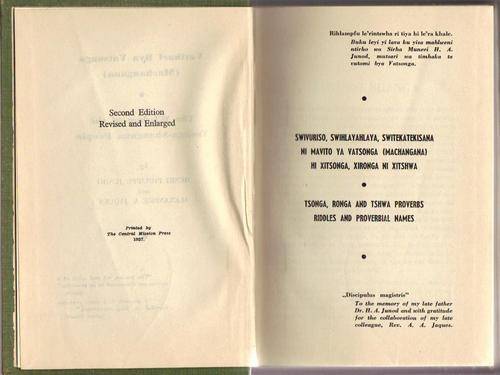 Second Edition
Revised and Enlarged
Printed by
The Central Mission Press
1957.
Rihlampfu le'rintswha ri tiya hi le'ra khale.
Buku leyi yi lava ku yisa mahlweni
ntirho wa Sirha Muneri H. A.
Junod, mutsari wa timhaka ta
vutomi bya Vatsonga.
SWIVURISO, SWIHLAYAHLAYA, SWITEKATEKISANA
NI MAVITO YA VATSONGA (MACHANGANA)
HI XITSONGA, XIRONGA NI XITSHWA
TSONGA, RONGA AND TSHWA PROVERBS
RIDDLES AND PROVERBIAL NAMES
„Discipulus magistris"
To the memory of my late father
Dr. H. A. Junod and with gratitude
for the collaboration of my late
colleague, Rev. A. A. Jaques.